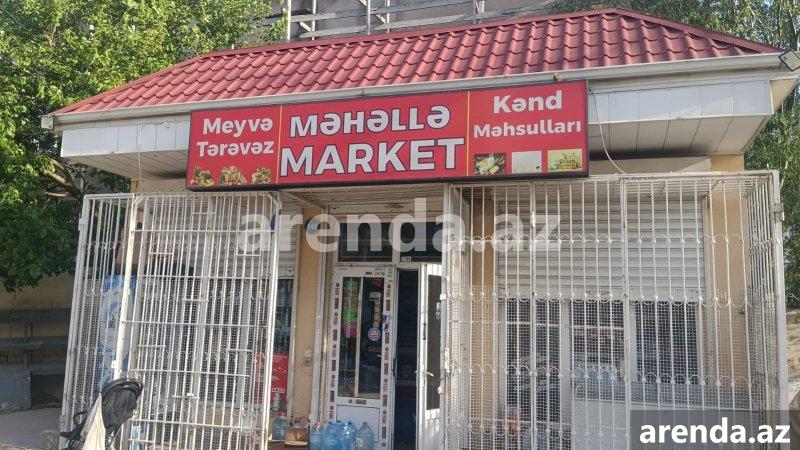 Meyvə
Tərəvəz
MƏHƏLLƏ
MARKET
Kənd
Məhsulları
arenda.az
arenda.az